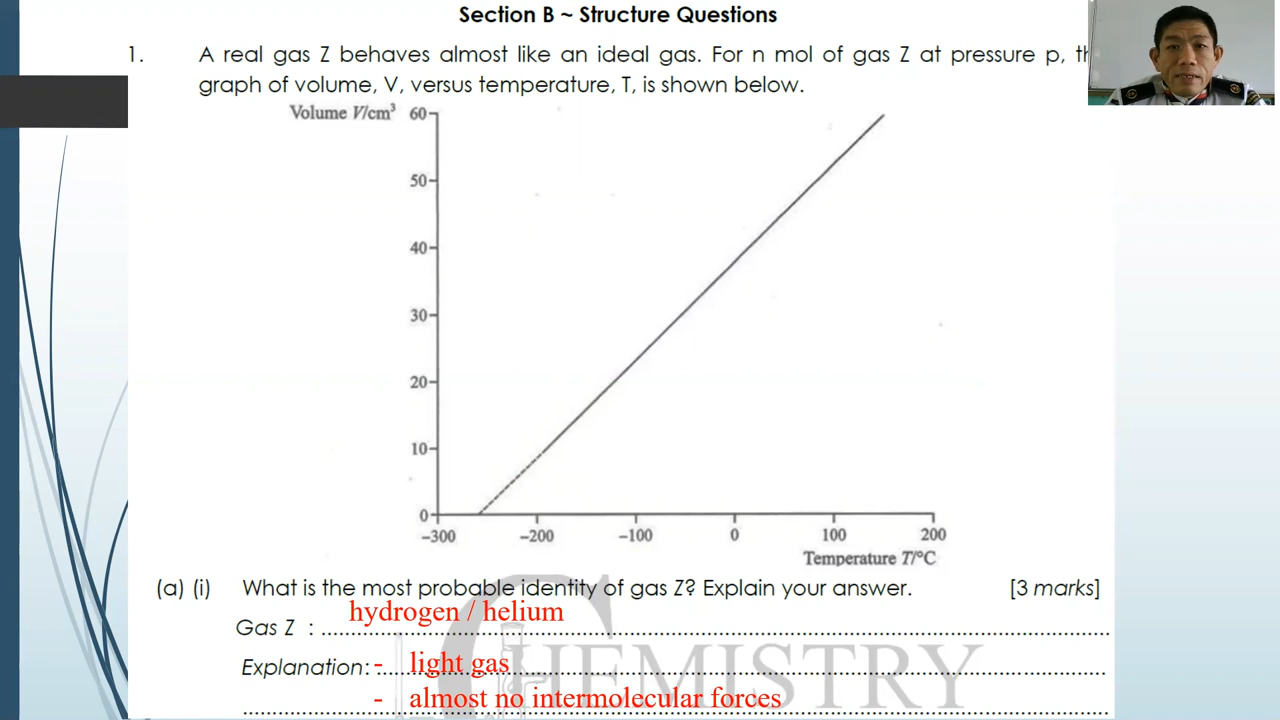 Section B ~ Structure Questions
1. A real gas Z behaves almost like an ideal gas. For n mol of gas Z at pressure p,
graph of volume, V, versus temperature, T, is shown below.
Volume V/cm³
60
50
40
30
20
10
0
-300 -200 -100 0 100 200
Temperature T/°C
(a) (i) What is the most probable identity of gas Z? Explain your answer. [3 marks]
hydrogen / helium
Gas Z : ........................................
Explanation: - light gas
- almost no intermolecular forces
CHEMISTRY